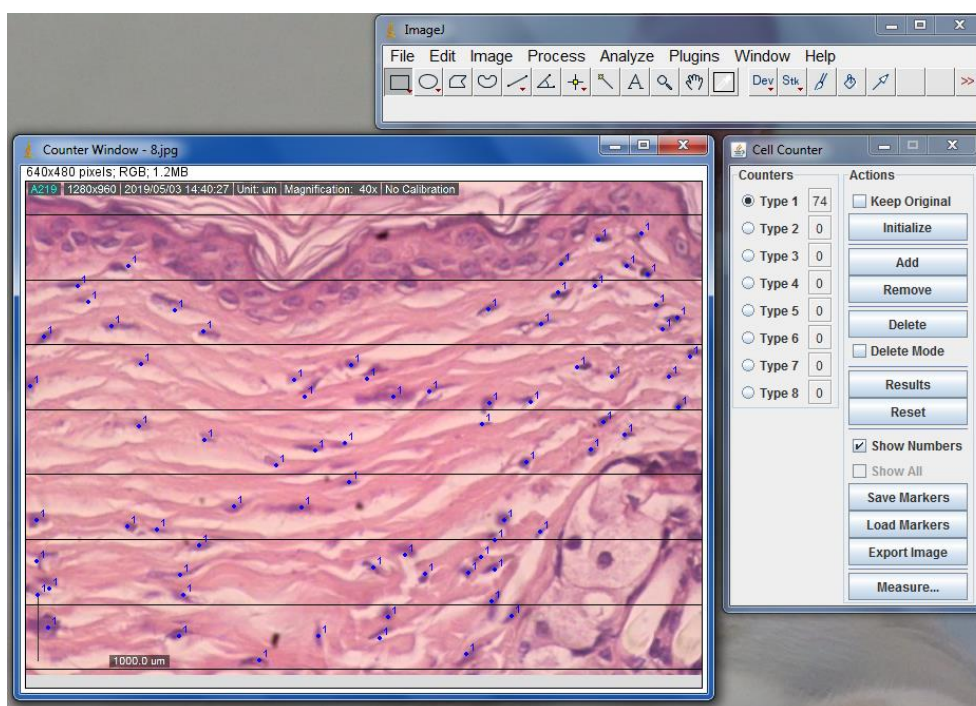 ImageJ
File Edit Image Process Analyze Plugins Window Help
A Dev Stk >>
Counter Window - 8.jpg
640x480 pixels; RGB; 1.2MB
A219 1280x960 2019/05/03 14:40:27 Unit: um Magnification: 40x No Calibration
1000.0 um
Cell Counter
Counters
Type 1 74
Type 2 0
Type 3 0
Type 4 0
Type 5 0
Type 6 0
Type 7 0
Type 8 0
Actions
Keep Original
Initialize
Add
Remove
Delete
Delete Mode
Results
Reset
Show Numbers
Show All
Save Markers
Load Markers
Export Image
Measure...